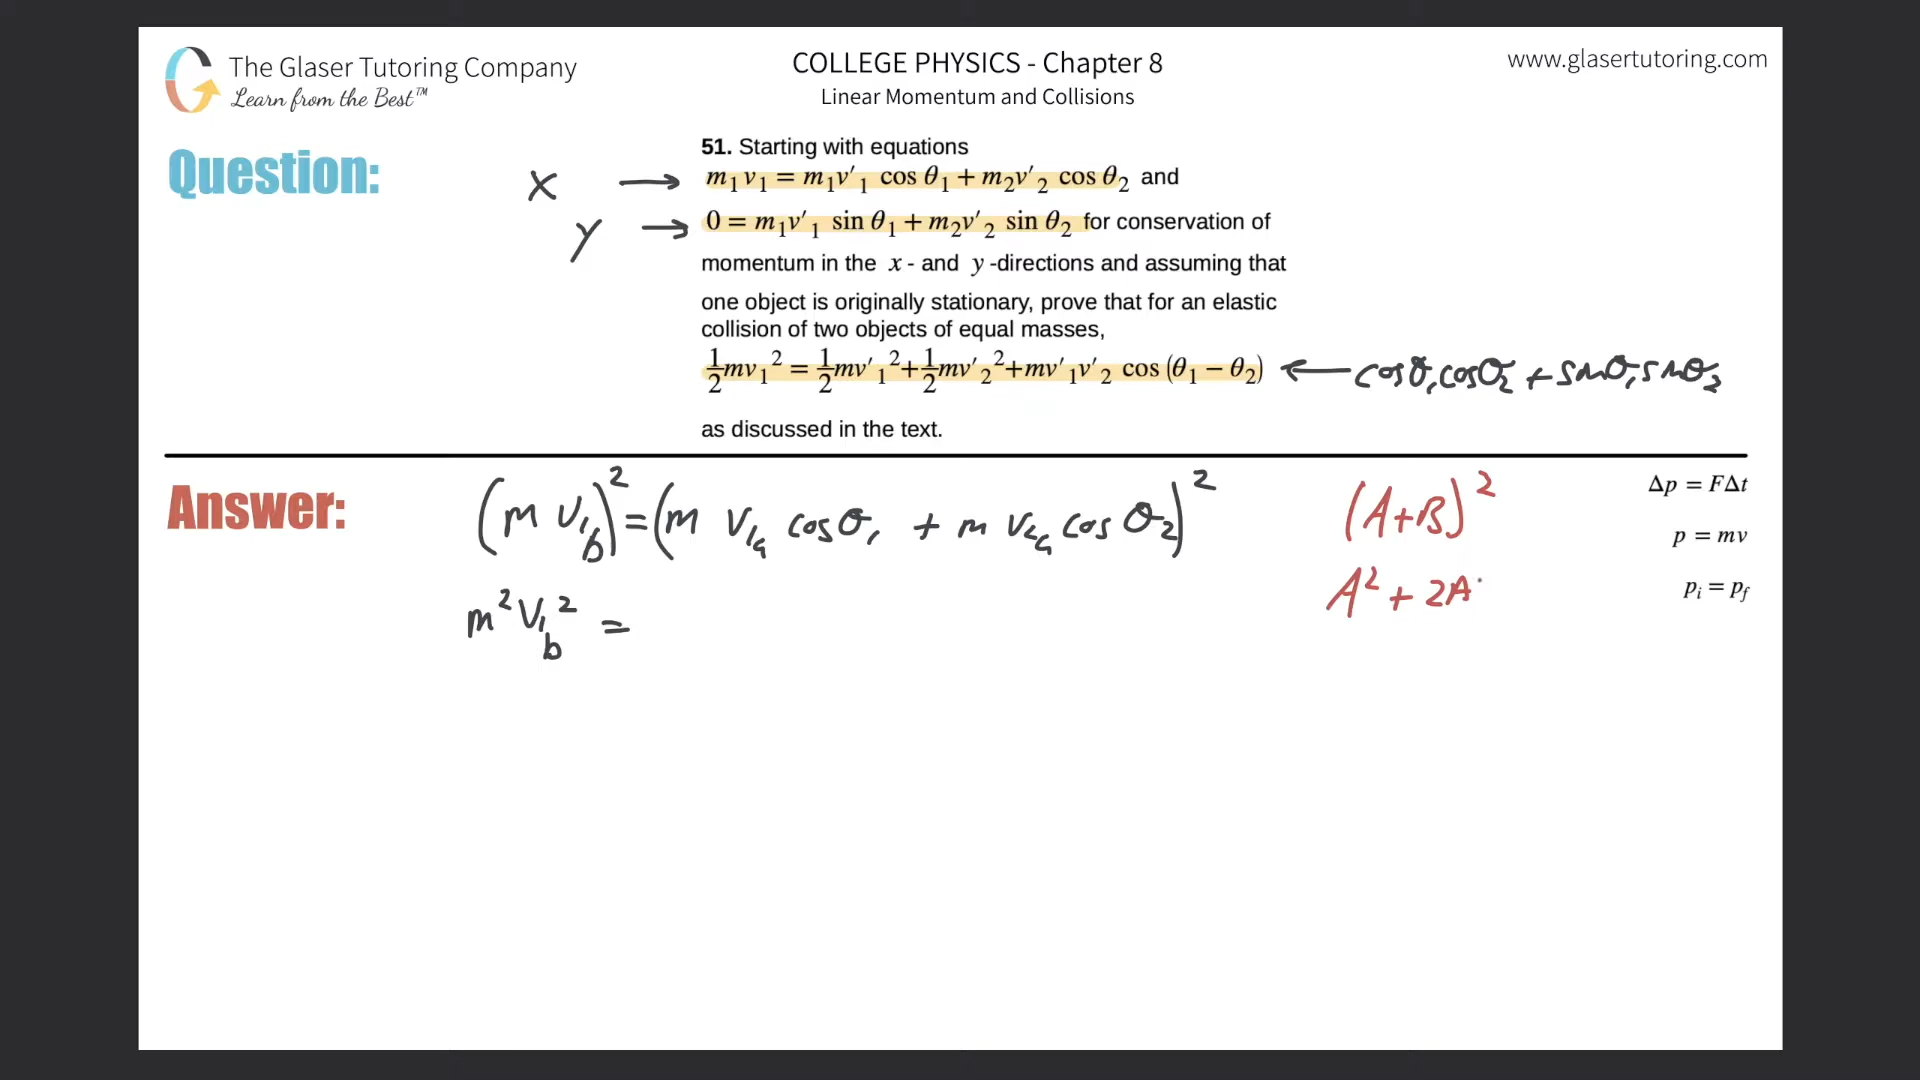 The Glaser Tutoring Company
Learn from the Best™
COLLEGE PHYSICS - Chapter 8
Linear Momentum and Collisions
www.glasertutoring.com
Question:
51. Starting with equations
x → m₁v₁ = m₁v′₁ cos θ₁ + m₂v′₂ cos θ₂ and
y → 0 = m₁v′₁ sin θ₁ + m₂v′₂ sin θ₂ for conservation of
momentum in the x - and y -directions and assuming that
one object is originally stationary, prove that for an elastic
collision of two objects of equal masses,
½mv₁² = ½mv′₁²+½mv′₂²+mv′₁v′₂ cos (θ₁ − θ₂) ← cosθ₁cosθ₂ + sinθ₁sinθ₂
as discussed in the text.
Answer:
(m v₁b)² = (m v₁a cosθ₁ + m v₂a cosθ₂)²
m²v₁b² =
(A+B)²
A² + 2A
Δp = FΔt
p = mv
pᵢ = p_f